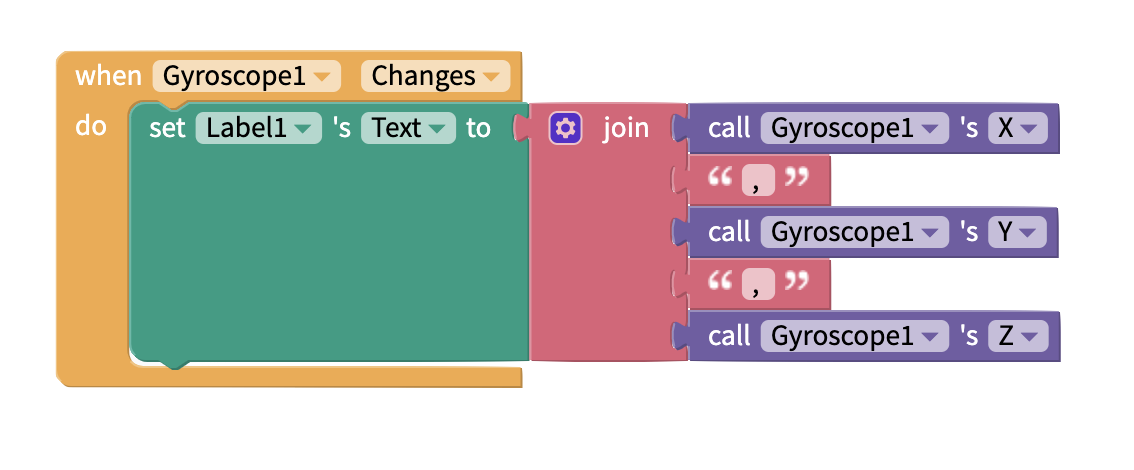 when Gyroscope1 Changes
do set Label1 's Text to join call Gyroscope1 's X
“ , ”
call Gyroscope1 's Y
“ , ”
call Gyroscope1 's Z